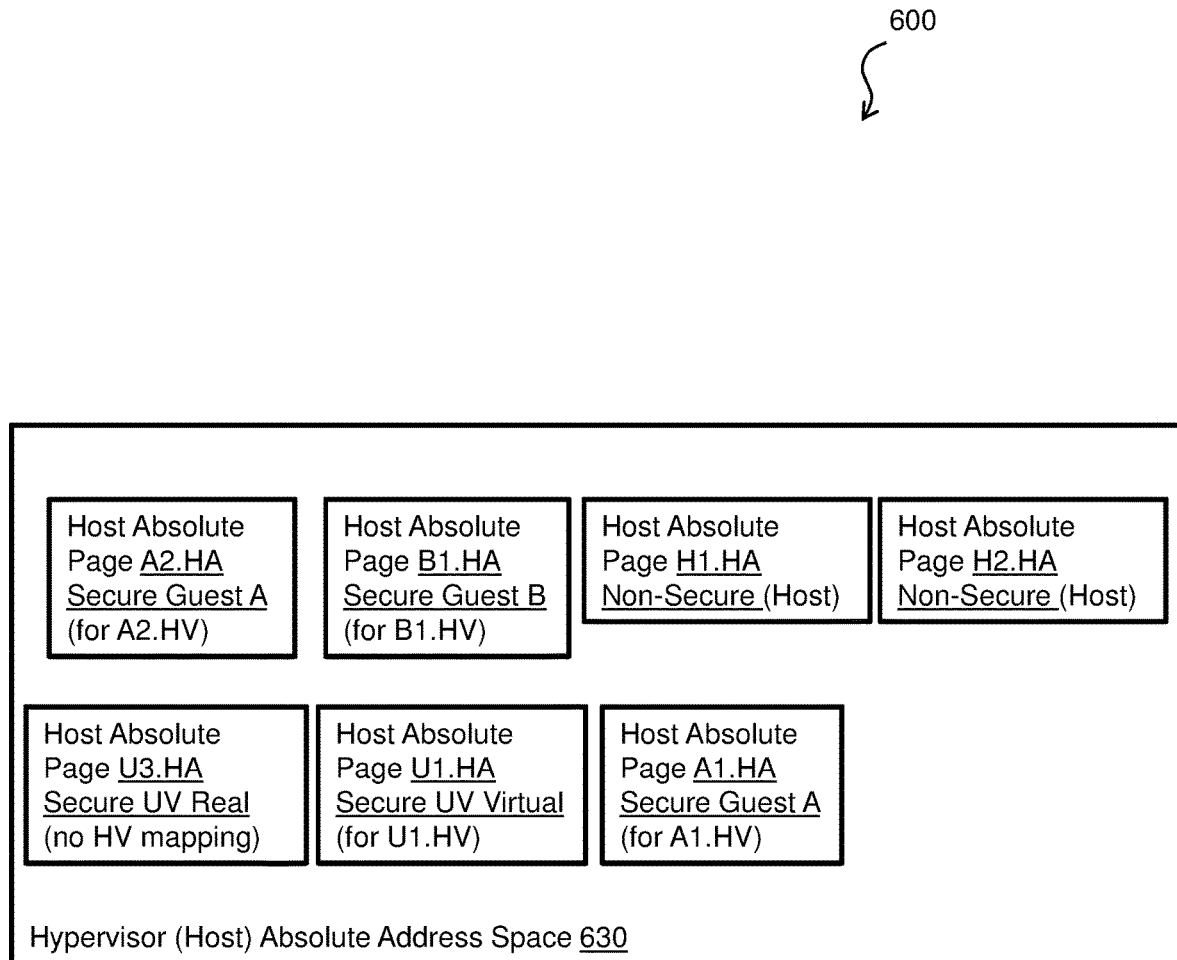 600
Host Absolute
Page A2.HA
Secure Guest A
(for A2.HV)
Host Absolute
Page B1.HA
Secure Guest B
(for B1.HV)
Host Absolute
Page H1.HA
Non-Secure (Host)
Host Absolute
Page H2.HA
Non-Secure (Host)
Host Absolute
Page U3.HA
Secure UV Real
(no HV mapping)
Host Absolute
Page U1.HA
Secure UV Virtual
(for U1.HV)
Host Absolute
Page A1.HA
Secure Guest A
(for A1.HV)
Hypervisor (Host) Absolute Address Space 630